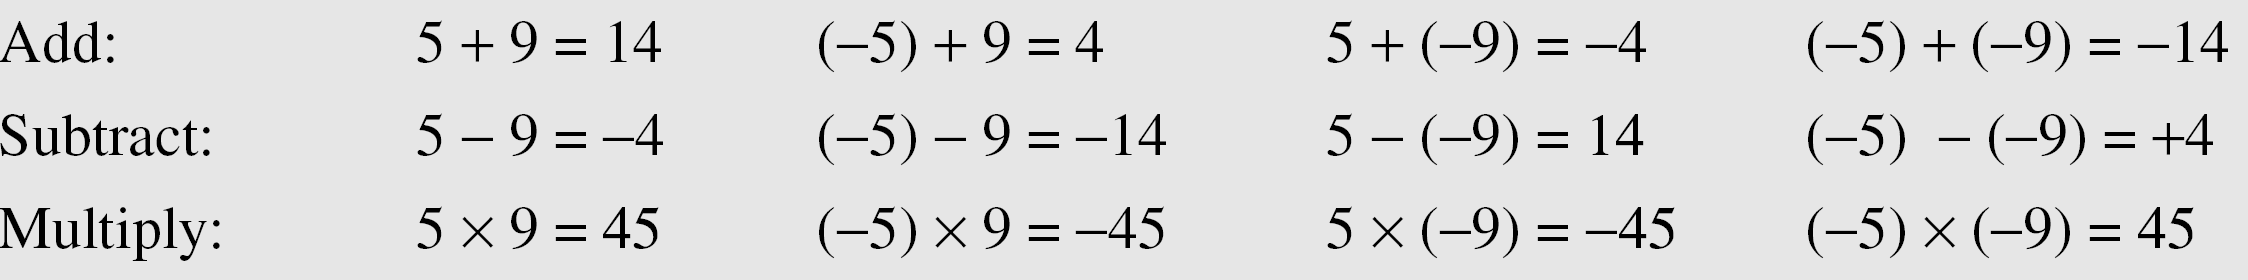 Add: 5 + 9 = 14 (−5) + 9 = 4 5 + (−9) = −4 (−5) + (−9) = −14
Subtract: 5 − 9 = −4 (−5) − 9 = −14 5 − (−9) = 14 (−5) − (−9) = +4
Multiply: 5 × 9 = 45 (−5) × 9 = −45 5 × (−9) = −45 (−5) × (−9) = 45